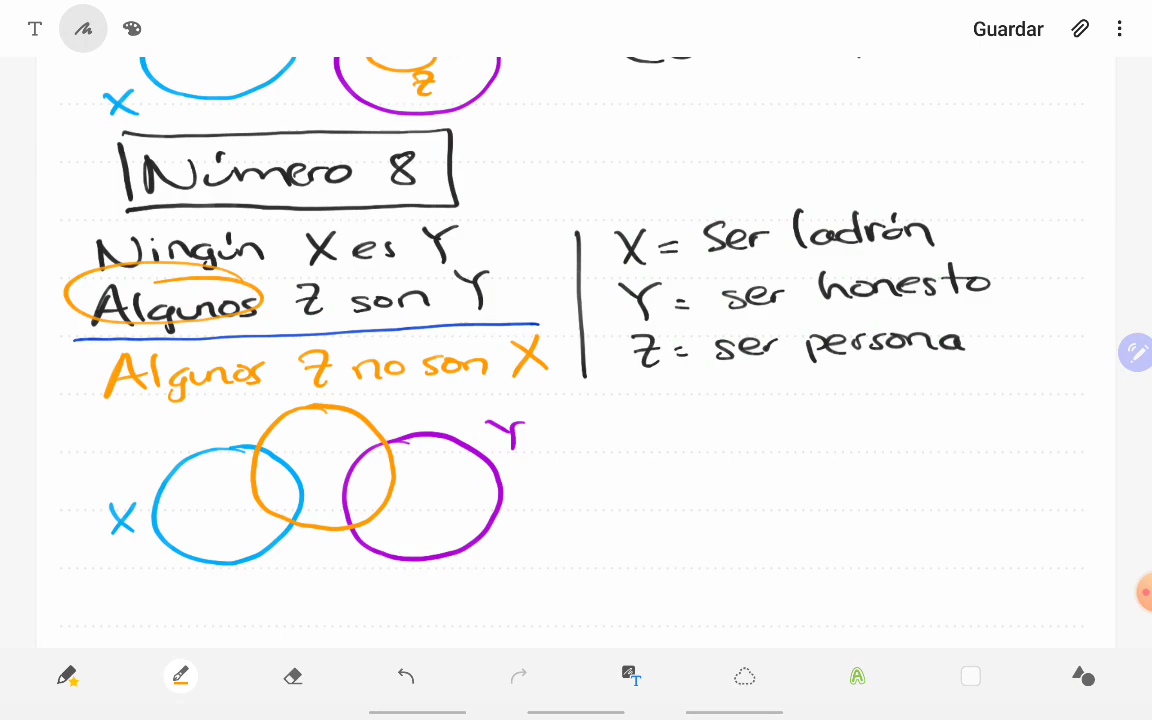 T
Guardar
X
Z
Número 8
Ningún X es Y
Algunos Z son Y
Algunos Z no son X
X = Ser ladrón
Y = ser honesto
Z = ser persona
Y
X